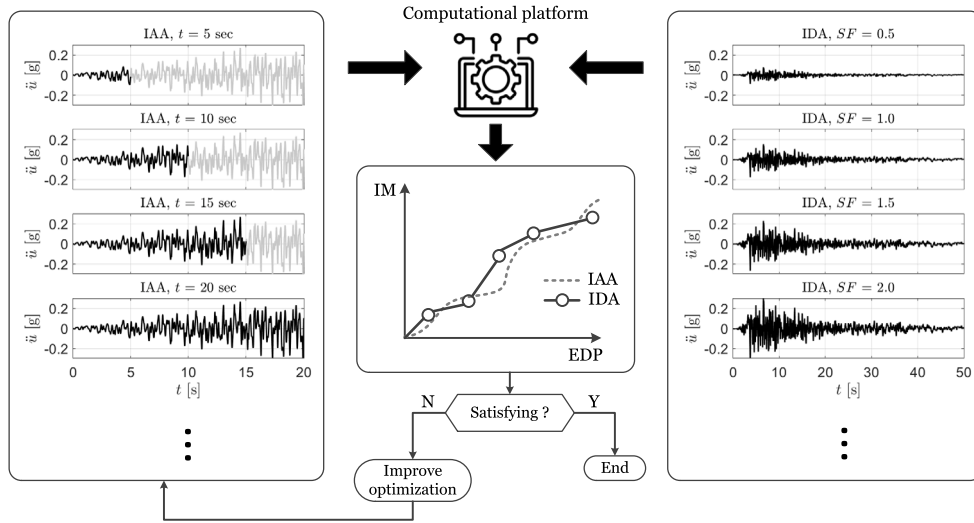 Computational platform
IAA, t = 5 sec
0.2
0
-0.2
ü [g]
IAA, t = 10 sec
0.2
0
-0.2
ü [g]
IAA, t = 15 sec
0.2
0
-0.2
ü [g]
IAA, t = 20 sec
0.2
0
-0.2
ü [g]
0 5 10 15 20
t [s]
IM
IAA
IDA
EDP
N
Satisfying ?
Y
Improve
optimization
End
IDA, SF = 0.5
0.2
0
-0.2
ü [g]
IDA, SF = 1.0
0.2
0
-0.2
ü [g]
IDA, SF = 1.5
0.2
0
-0.2
ü [g]
IDA, SF = 2.0
0.2
0
-0.2
ü [g]
0 10 20 30 40 50
t [s]